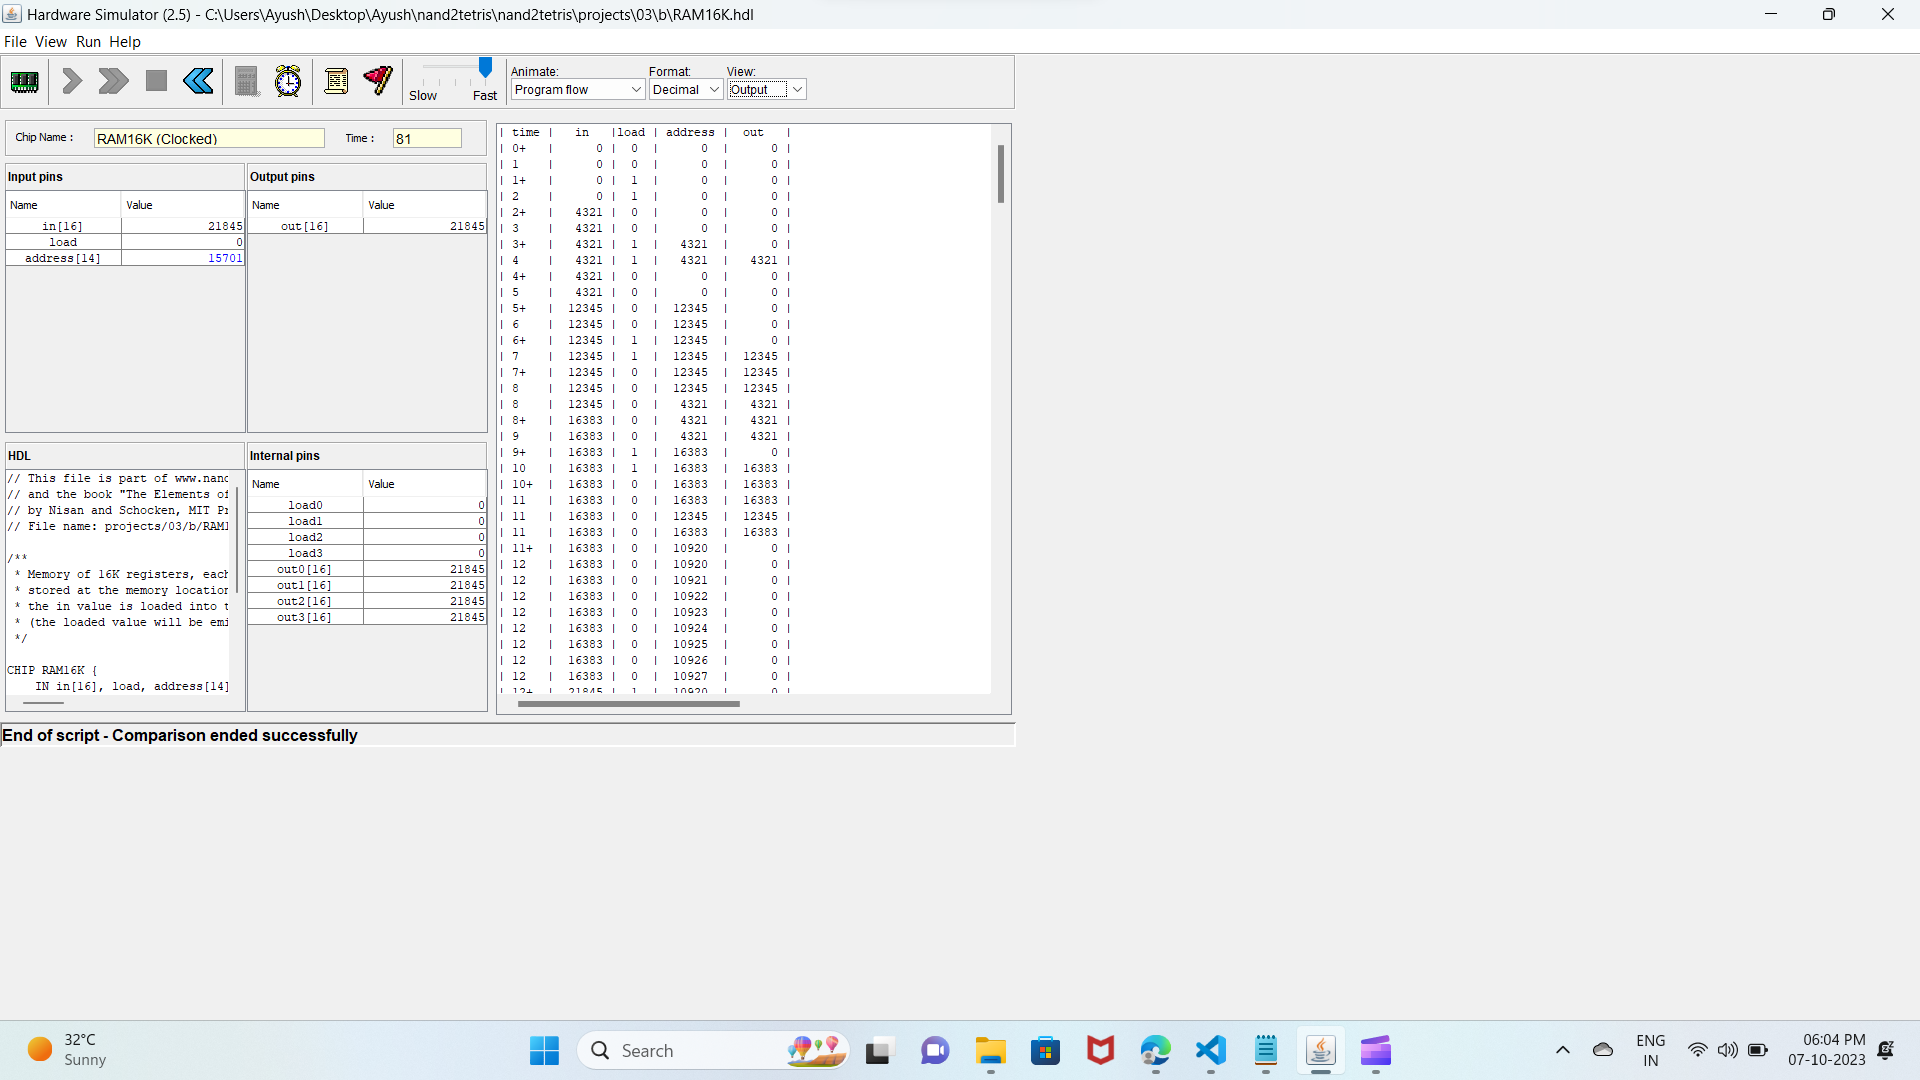 Hardware Simulator (2.5) - C:\Users\Ayush\Desktop\Ayush\nand2tetris\nand2tetris\projects\03\b\RAM16K.hdl
File View Run Help
Slow Fast
Animate: Program flow
Format: Decimal
View: Output
Chip Name : RAM16K (Clocked) Time : 81
Input pins
Name Value
in[16] 21845
load 0
address[14] 15701
Output pins
Name Value
out[16] 21845
HDL
// This file is part of www.nand
// and the book "The Elements of
// by Nisan and Schocken, MIT Pr
// File name: projects/03/b/RAM1
/**
* Memory of 16K registers, each
* stored at the memory location
* the in value is loaded into t
* (the loaded value will be emi
*/
CHIP RAM16K {
IN in[16], load, address[14]
Internal pins
Name Value
load0 0
load1 0
load2 0
load3 0
out0[16] 21845
out1[16] 21845
out2[16] 21845
out3[16] 21845
| time | in |load | address | out |
| 0+ | 0 | 0 | 0 | 0 |
| 1 | 0 | 0 | 0 | 0 |
| 1+ | 0 | 1 | 0 | 0 |
| 2 | 0 | 1 | 0 | 0 |
| 2+ | 4321 | 0 | 0 | 0 |
| 3 | 4321 | 0 | 0 | 0 |
| 3+ | 4321 | 1 | 4321 | 0 |
| 4 | 4321 | 1 | 4321 | 4321 |
| 4+ | 4321 | 0 | 0 | 0 |
| 5 | 4321 | 0 | 0 | 0 |
| 5+ | 12345 | 0 | 12345 | 0 |
| 6 | 12345 | 0 | 12345 | 0 |
| 6+ | 12345 | 1 | 12345 | 0 |
| 7 | 12345 | 1 | 12345 | 12345 |
| 7+ | 12345 | 0 | 12345 | 12345 |
| 8 | 12345 | 0 | 12345 | 12345 |
| 8 | 12345 | 0 | 4321 | 4321 |
| 8+ | 16383 | 0 | 4321 | 4321 |
| 9 | 16383 | 0 | 4321 | 4321 |
| 9+ | 16383 | 1 | 16383 | 0 |
| 10 | 16383 | 1 | 16383 | 16383 |
| 10+ | 16383 | 0 | 16383 | 16383 |
| 11 | 16383 | 0 | 16383 | 16383 |
| 11 | 16383 | 0 | 12345 | 12345 |
| 11 | 16383 | 0 | 16383 | 16383 |
| 11+ | 16383 | 0 | 10920 | 0 |
| 12 | 16383 | 0 | 10920 | 0 |
| 12 | 16383 | 0 | 10921 | 0 |
| 12 | 16383 | 0 | 10922 | 0 |
| 12 | 16383 | 0 | 10923 | 0 |
| 12 | 16383 | 0 | 10924 | 0 |
| 12 | 16383 | 0 | 10925 | 0 |
| 12 | 16383 | 0 | 10926 | 0 |
| 12 | 16383 | 0 | 10927 | 0 |
| 12+ | 21845 | 1 | 10920 | 0 |
End of script - Comparison ended successfully
32°C
Sunny
Search
ENG
IN
06:04 PM
07-10-2023